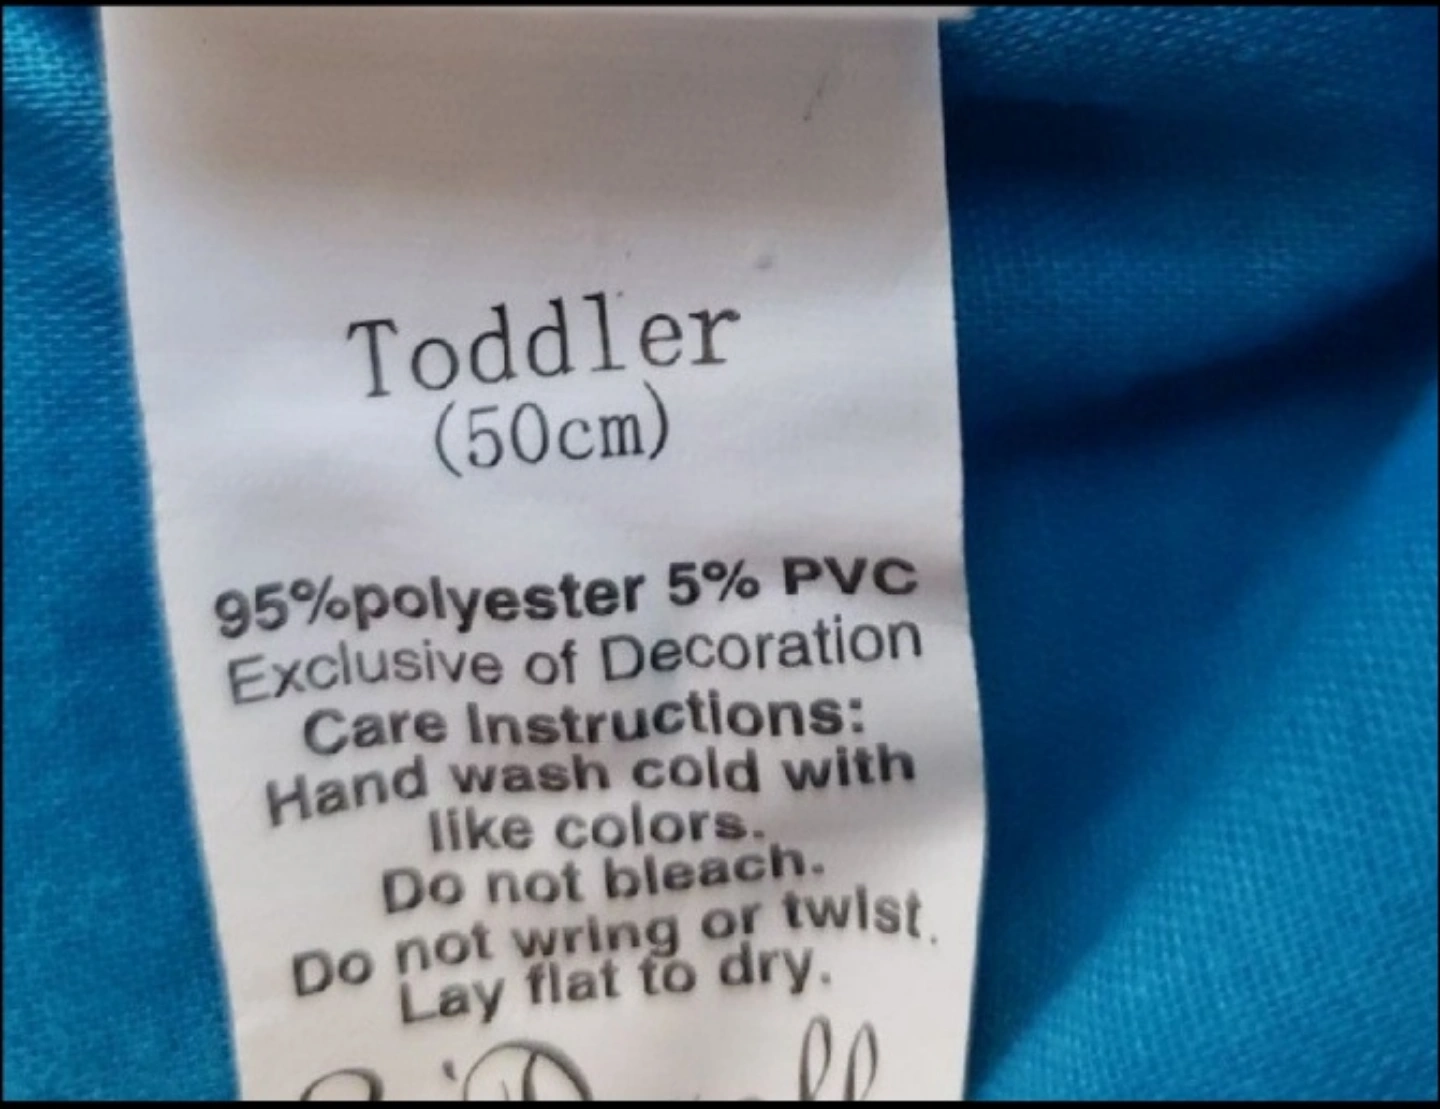 Toddler
(50cm)
95%polyester 5% PVC
Exclusive of Decoration
Care Instructions:
Hand wash cold with
like colors.
Do not bleach.
Do not wring or twist.
Lay flat to dry.